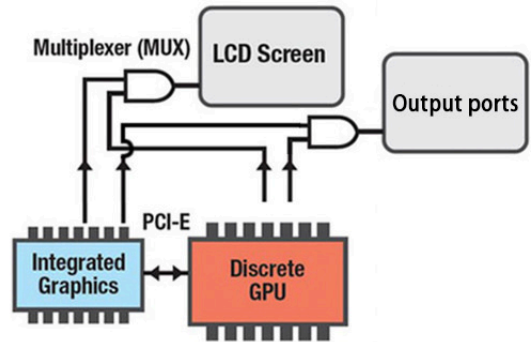 Multiplexer (MUX)
LCD Screen
Output ports
PCI-E
Integrated
Graphics
Discrete
GPU